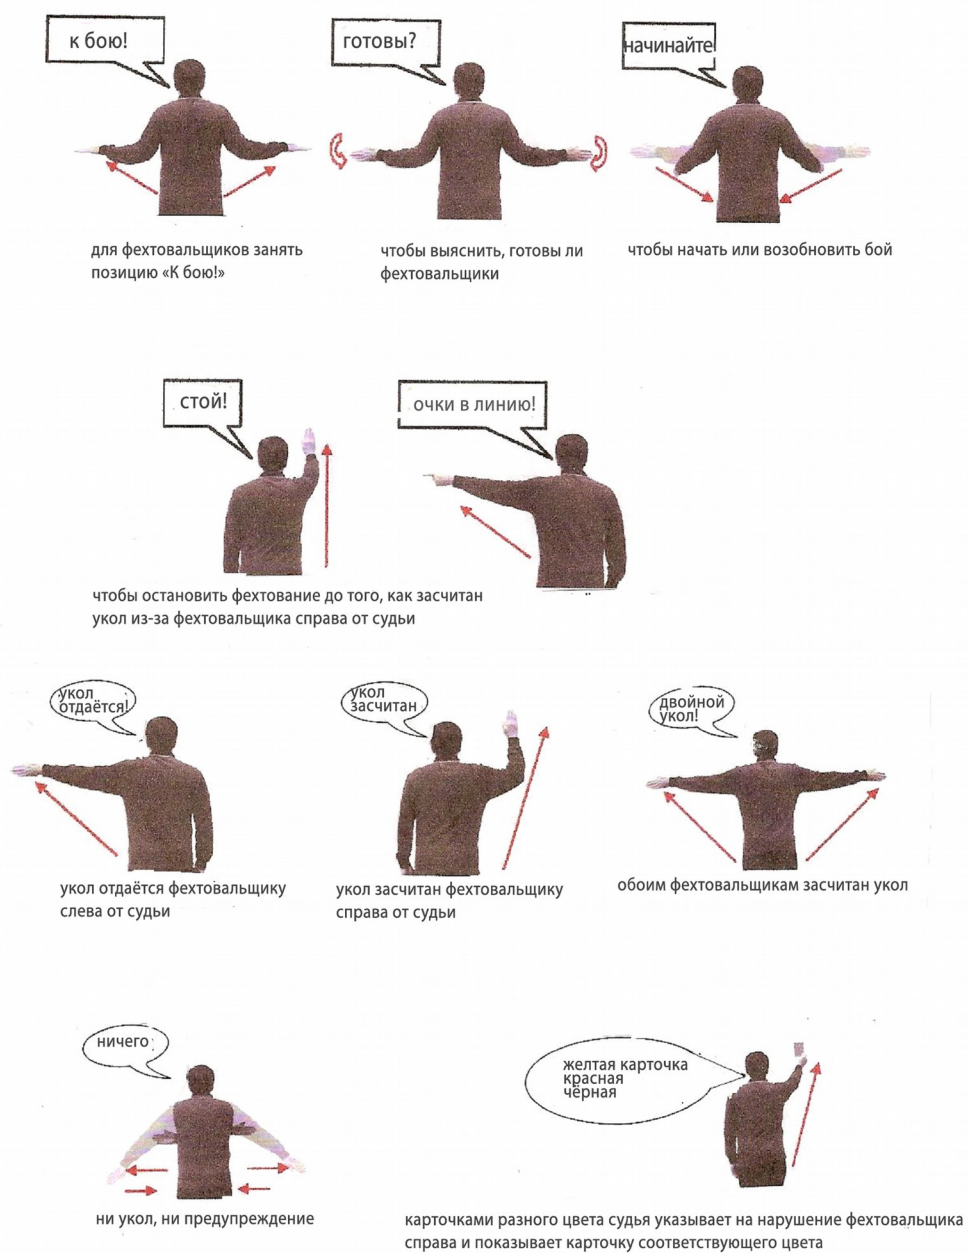 к бою!
готовы?
начинайте
для фехтовальщиков занять
позицию «К бою!»
чтобы выяснить, готовы ли
фехтовальщики
чтобы начать или возобновить бой
стой!
очки в линию!
чтобы остановить фехтование до того, как засчитан
укол из-за фехтовальщика справа от судьи
укол
отдаётся!
укол
засчитан
двойной
укол!
укол отдаётся фехтовальщику
слева от судьи
укол засчитан фехтовальщику
справа от судьи
обоим фехтовальщикам засчитан укол
ничего
желтая карточка
красная
чёрная
ни укол, ни предупреждение
карточками разного цвета судья указывает на нарушение фехтовальщика
справа и показывает карточку соответствующего цвета